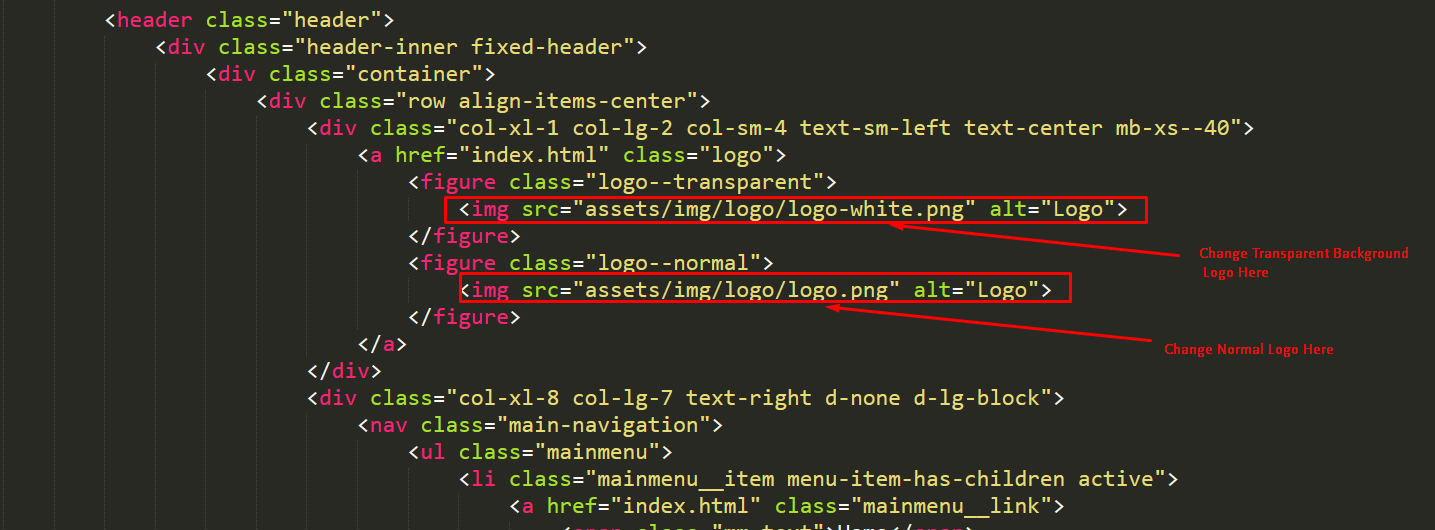 <header class="header">
<div class="header-inner fixed-header">
<div class="container">
<div class="row align-items-center">
<div class="col-xl-1 col-lg-2 col-sm-4 text-sm-left text-center mb-xs--40">
<a href="index.html" class="logo">
<figure class="logo--transparent">
<img src="assets/img/logo/logo-white.png" alt="Logo">
</figure>
<figure class="logo--normal">
<img src="assets/img/logo/logo.png" alt="Logo">
</figure>
</a>
</div>
<div class="col-xl-8 col-lg-7 text-right d-none d-lg-block">
<nav class="main-navigation">
<ul class="mainmenu">
<li class="mainmenu__item menu-item-has-children active">
<a href="index.html" class="mainmenu__link">
<span class="mm-text">Home</span>
Change Transparent Background
Logo Here
Change Normal Logo Here